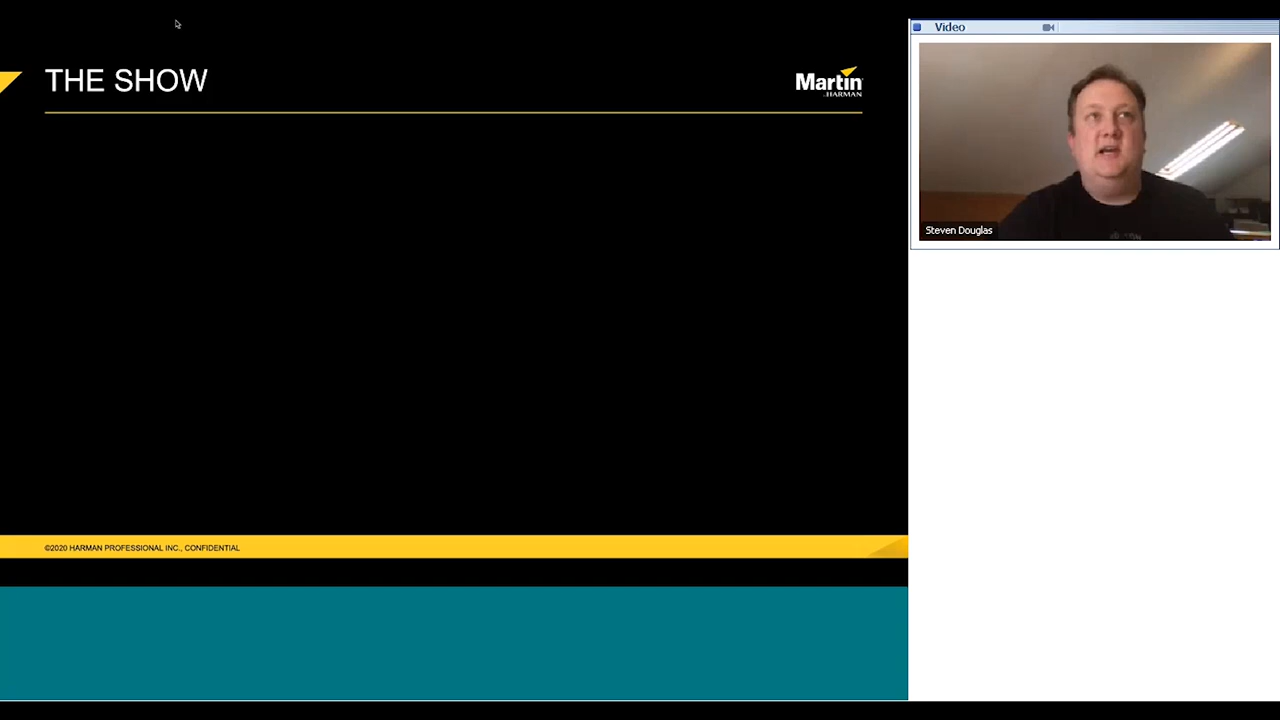 THE SHOW
Martin
HARMAN
Video
Steven Douglas
©2020 HARMAN PROFESSIONAL INC., CONFIDENTIAL